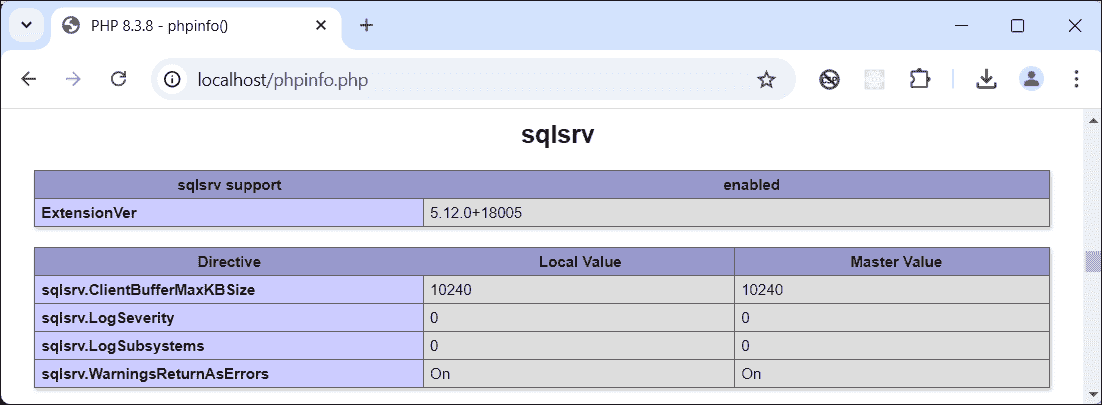 PHP 8.3.8 - phpinfo()
localhost/phpinfo.php
sqlsrv
sqlsrv support enabled
ExtensionVer 5.12.0+18005
Directive Local Value Master Value
sqlsrv.ClientBufferMaxKBSize 10240 10240
sqlsrv.LogSeverity 0 0
sqlsrv.LogSubsystems 0 0
sqlsrv.WarningsReturnAsErrors On On